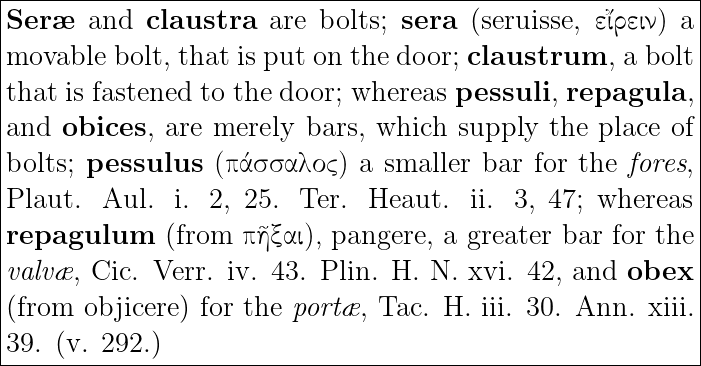 Seræ and claustra are bolts; sera (seruisse, εἴρειν) a
movable bolt, that is put on the door; claustrum, a bolt
that is fastened to the door; whereas pessuli, repagula,
and obices, are merely bars, which supply the place of
bolts; pessulus (πάσσαλος) a smaller bar for the fores,
Plaut. Aul. i. 2, 25. Ter. Heaut. ii. 3, 47; whereas
repagulum (from πῆξαι), pangere, a greater bar for the
valvæ, Cic. Verr. iv. 43. Plin. H. N. xvi. 42, and obex
(from objicere) for the portæ, Tac. H. iii. 30. Ann. xiii.
39. (v. 292.)